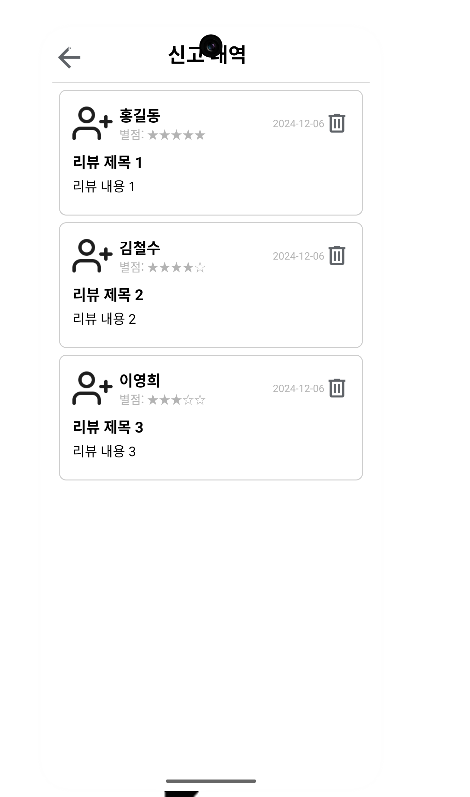 신고 내역
홍길동
별점: ★★★★★
2024-12-06
리뷰 제목 1
리뷰 내용 1
김철수
별점: ★★★★☆
2024-12-06
리뷰 제목 2
리뷰 내용 2
이영희
별점: ★★★☆☆
2024-12-06
리뷰 제목 3
리뷰 내용 3